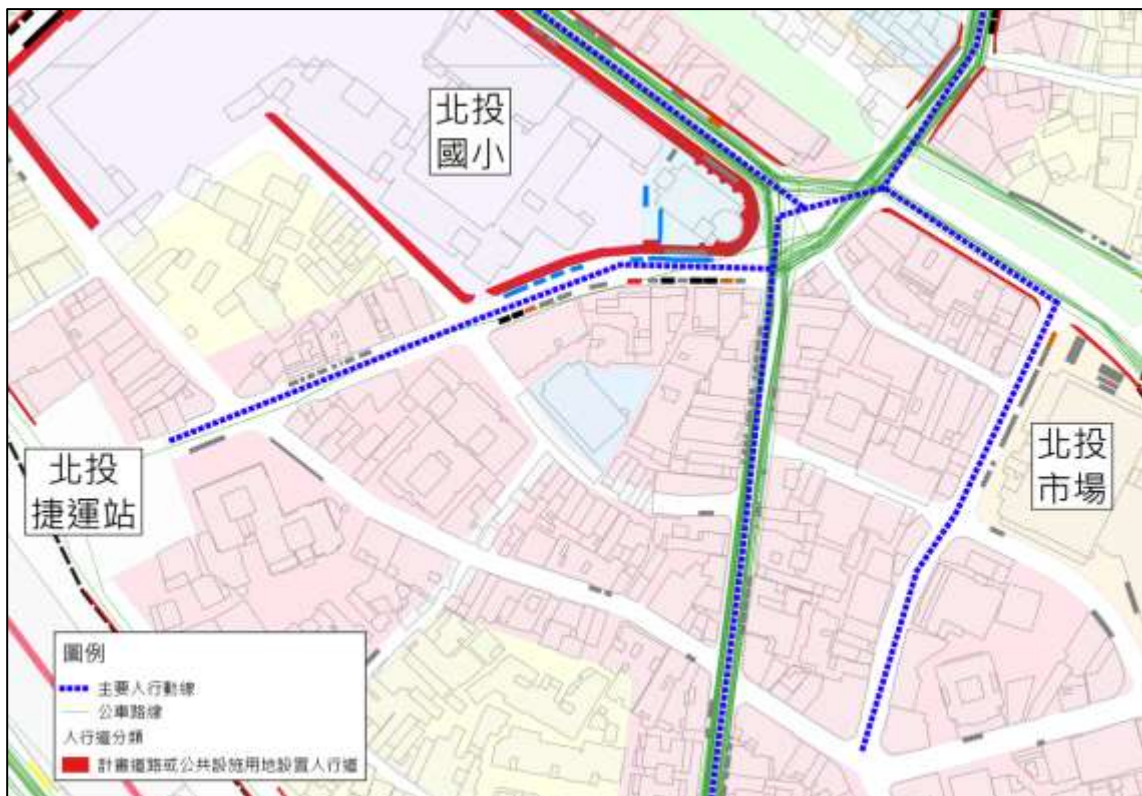 北投
國小
北投
市場
北投
捷運站
圖例
主要人行動線
公車路線
人行道分類
計畫道路或公共設施用地設置人行道